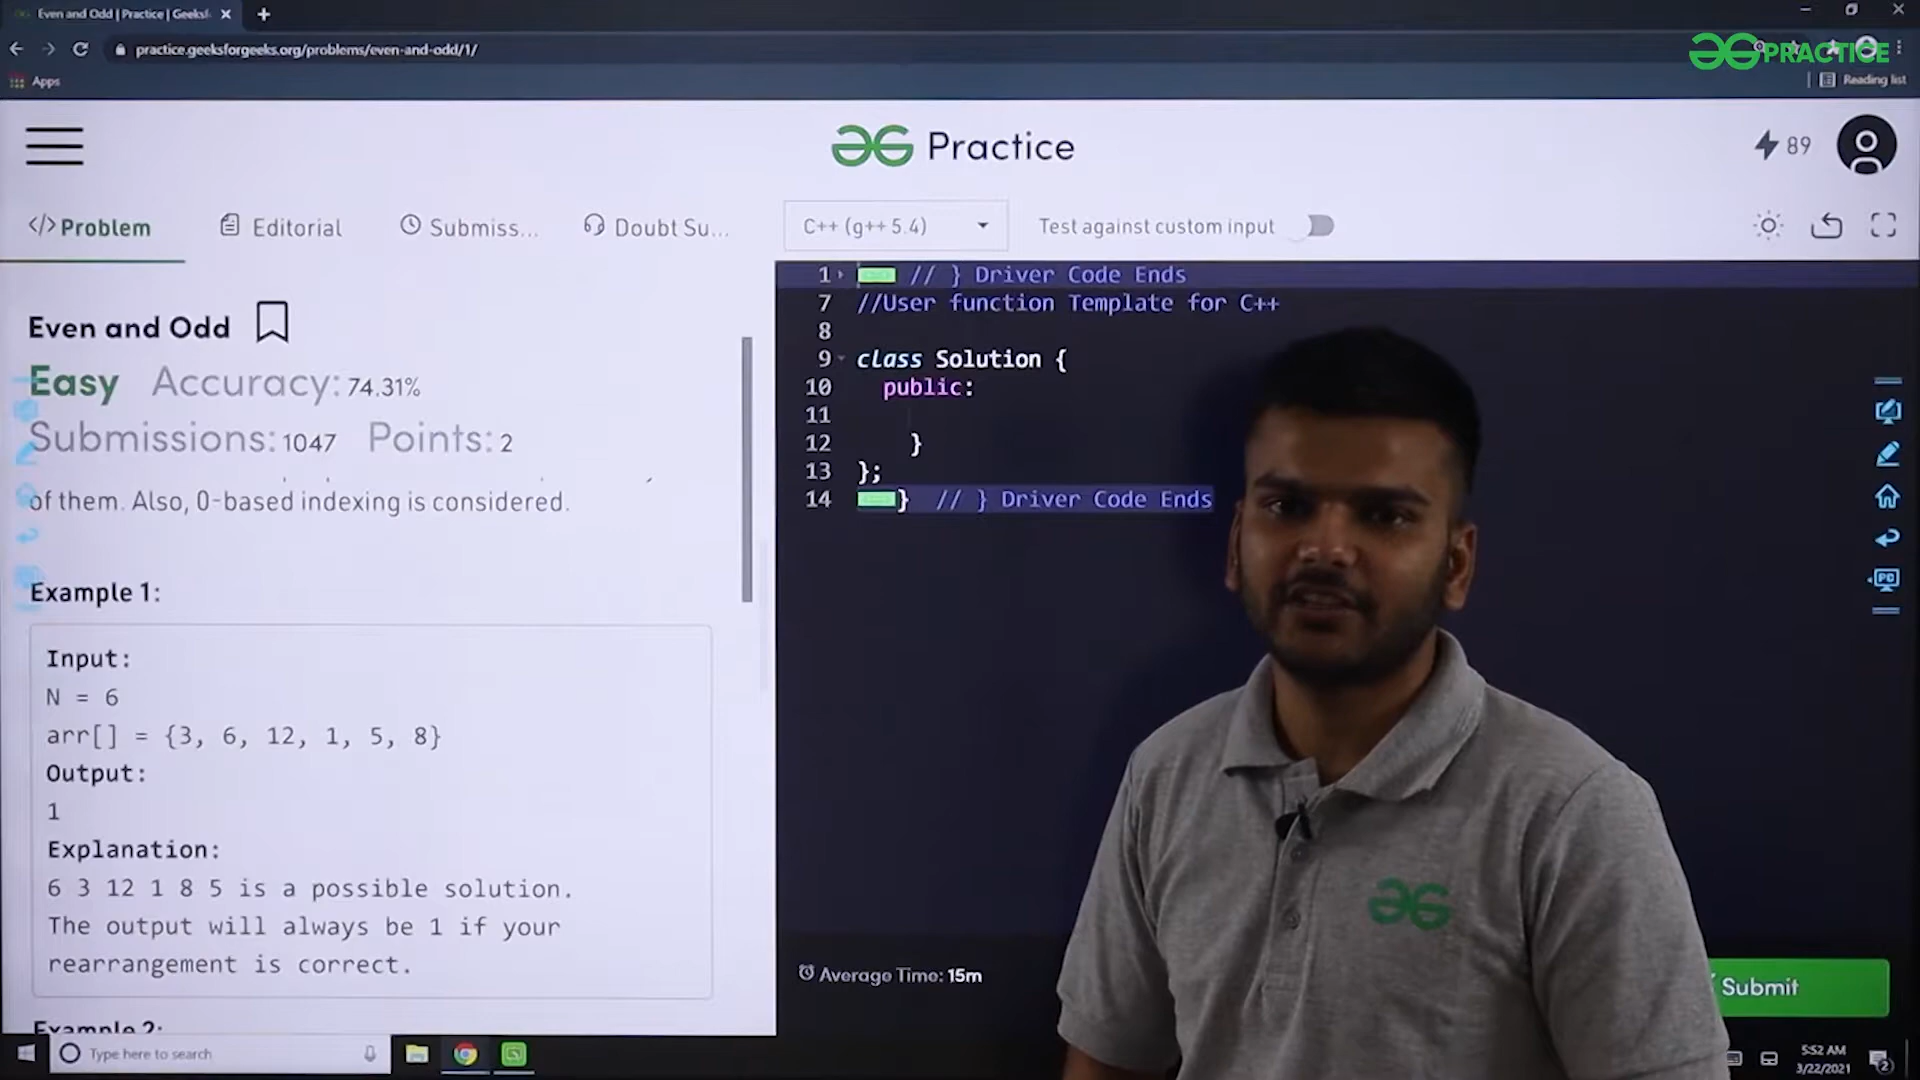 Even and Odd | Practice | Geeksf
practice.geeksforgeeks.org/problems/even-and-odd/1/
PRACTICE
Apps
Reading list
Practice
89
</> Problem
Editorial
Submiss...
Doubt Su...
C++ (g++ 5.4)
Test against custom input
Even and Odd
Easy Accuracy: 74.31%
Submissions: 1047 Points: 2
of them. Also, 0-based indexing is considered.
Example 1:
Input:
N = 6
arr[] = {3, 6, 12, 1, 5, 8}
Output:
1
Explanation:
6 3 12 1 8 5 is a possible solution.
The output will always be 1 if your
rearrangement is correct.
Example 2:
1 // } Driver Code Ends
7 //User function Template for C++
8
9 class Solution {
10 public:
11
12 }
13 };
14 } // } Driver Code Ends
PC
Average Time: 15m
Submit
Type here to search
5:52 AM
3/22/2021
2